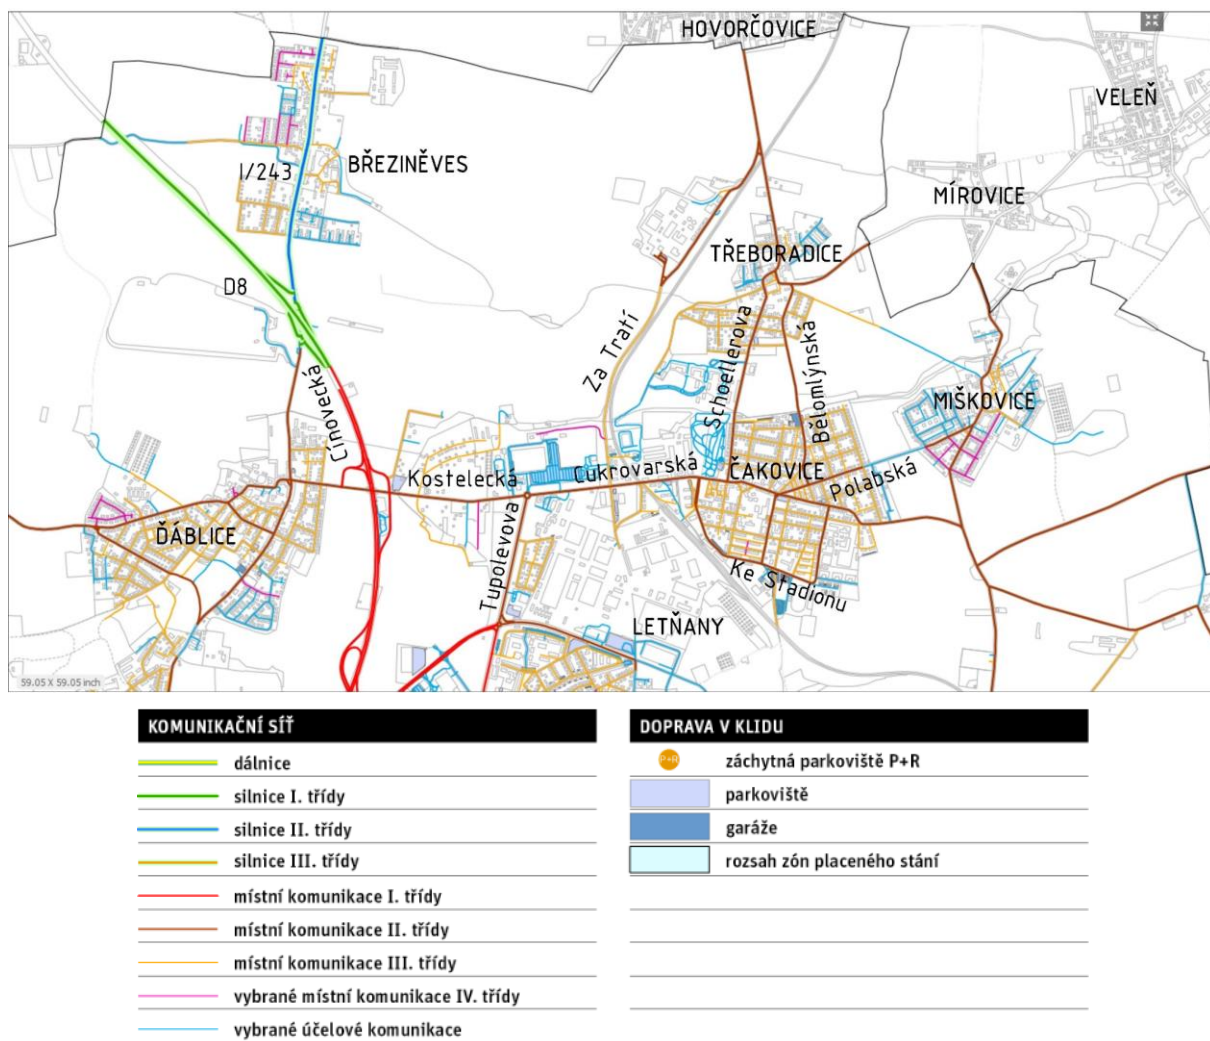 HOVORČOVICE
VELEŇ
BŘEZINĚVES
I/243
MÍROVICE
TŘEBORADICE
D8
Za Tratí
Schoellerova
Bělomlýnská
Cínovecká
MIŠKOVICE
Kostelecká
Cukrovarská
ČAKOVICE
Polabská
ĎÁBLICE
Tupolevova
Ke Stadionu
LETŇANY
59.05 X 59.05 inch
KOMUNIKAČNÍ SÍŤ
dálnice
silnice I. třídy
silnice II. třídy
silnice III. třídy
místní komunikace I. třídy
místní komunikace II. třídy
místní komunikace III. třídy
vybrané místní komunikace IV. třídy
vybrané účelové komunikace
DOPRAVA V KLIDU
P+R
záchytná parkoviště P+R
parkoviště
garáže
rozsah zón placeného stání